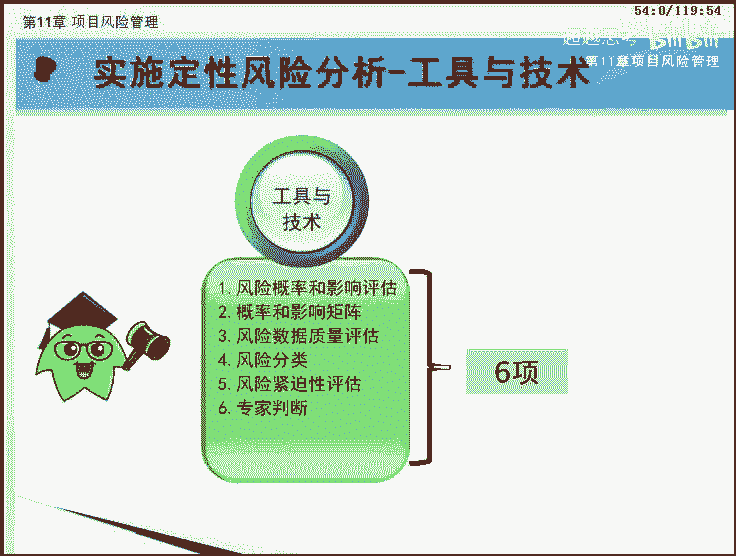 54:0/119:54
第11章 项目风险管理
bilibili
第11章项目风险管理
实施定性风险分析-工具与技术
工具与
技术
1. 风险概率和影响评估
2. 概率和影响矩阵
3. 风险数据质量评估
4. 风险分类
5. 风险紧迫性评估
6. 专家判断
6项